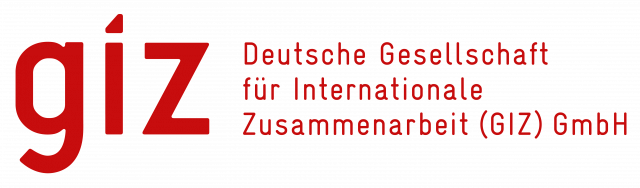 giz
Deutsche Gesellschaft
für Internationale
Zusammenarbeit (GIZ) GmbH